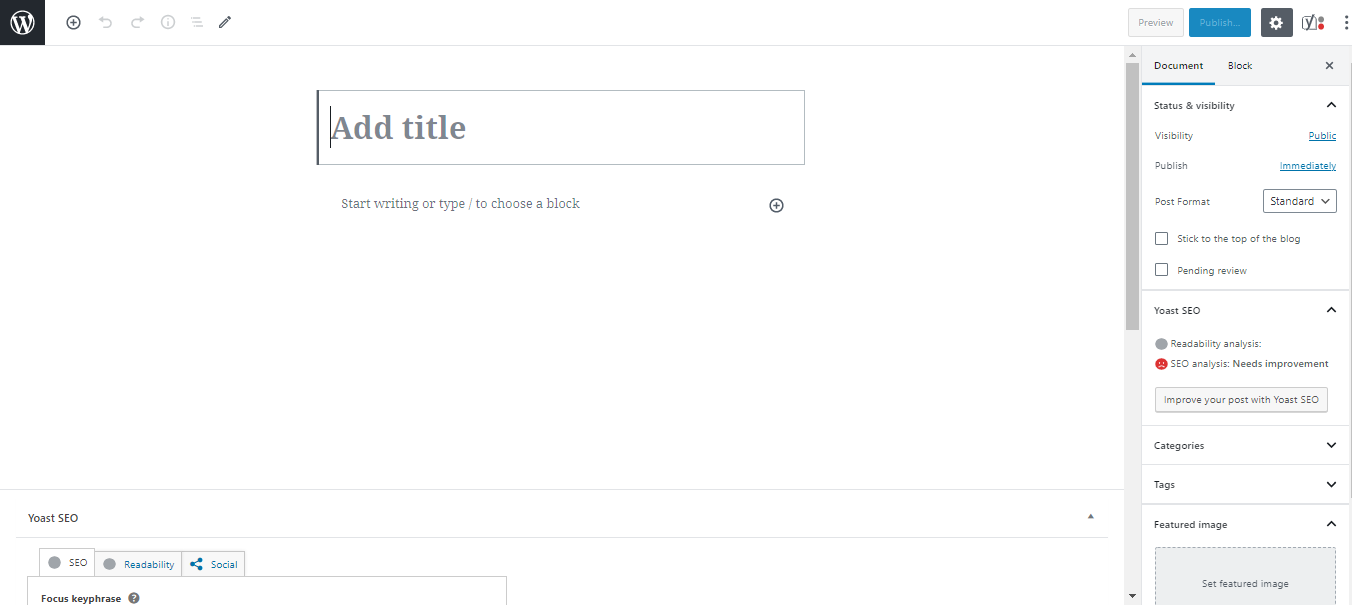 Preview
Publish...
Document
Block
Add title
Start writing or type / to choose a block
Status & visibility
Visibility
Public
Publish
Immediately
Post Format
Standard
Stick to the top of the blog
Pending review
Yoast SEO
Readability analysis:
SEO analysis: Needs improvement
Improve your post with Yoast SEO
Categories
Tags
Featured image
Set featured image
Yoast SEO
SEO
Readability
Social
Focus keyphrase